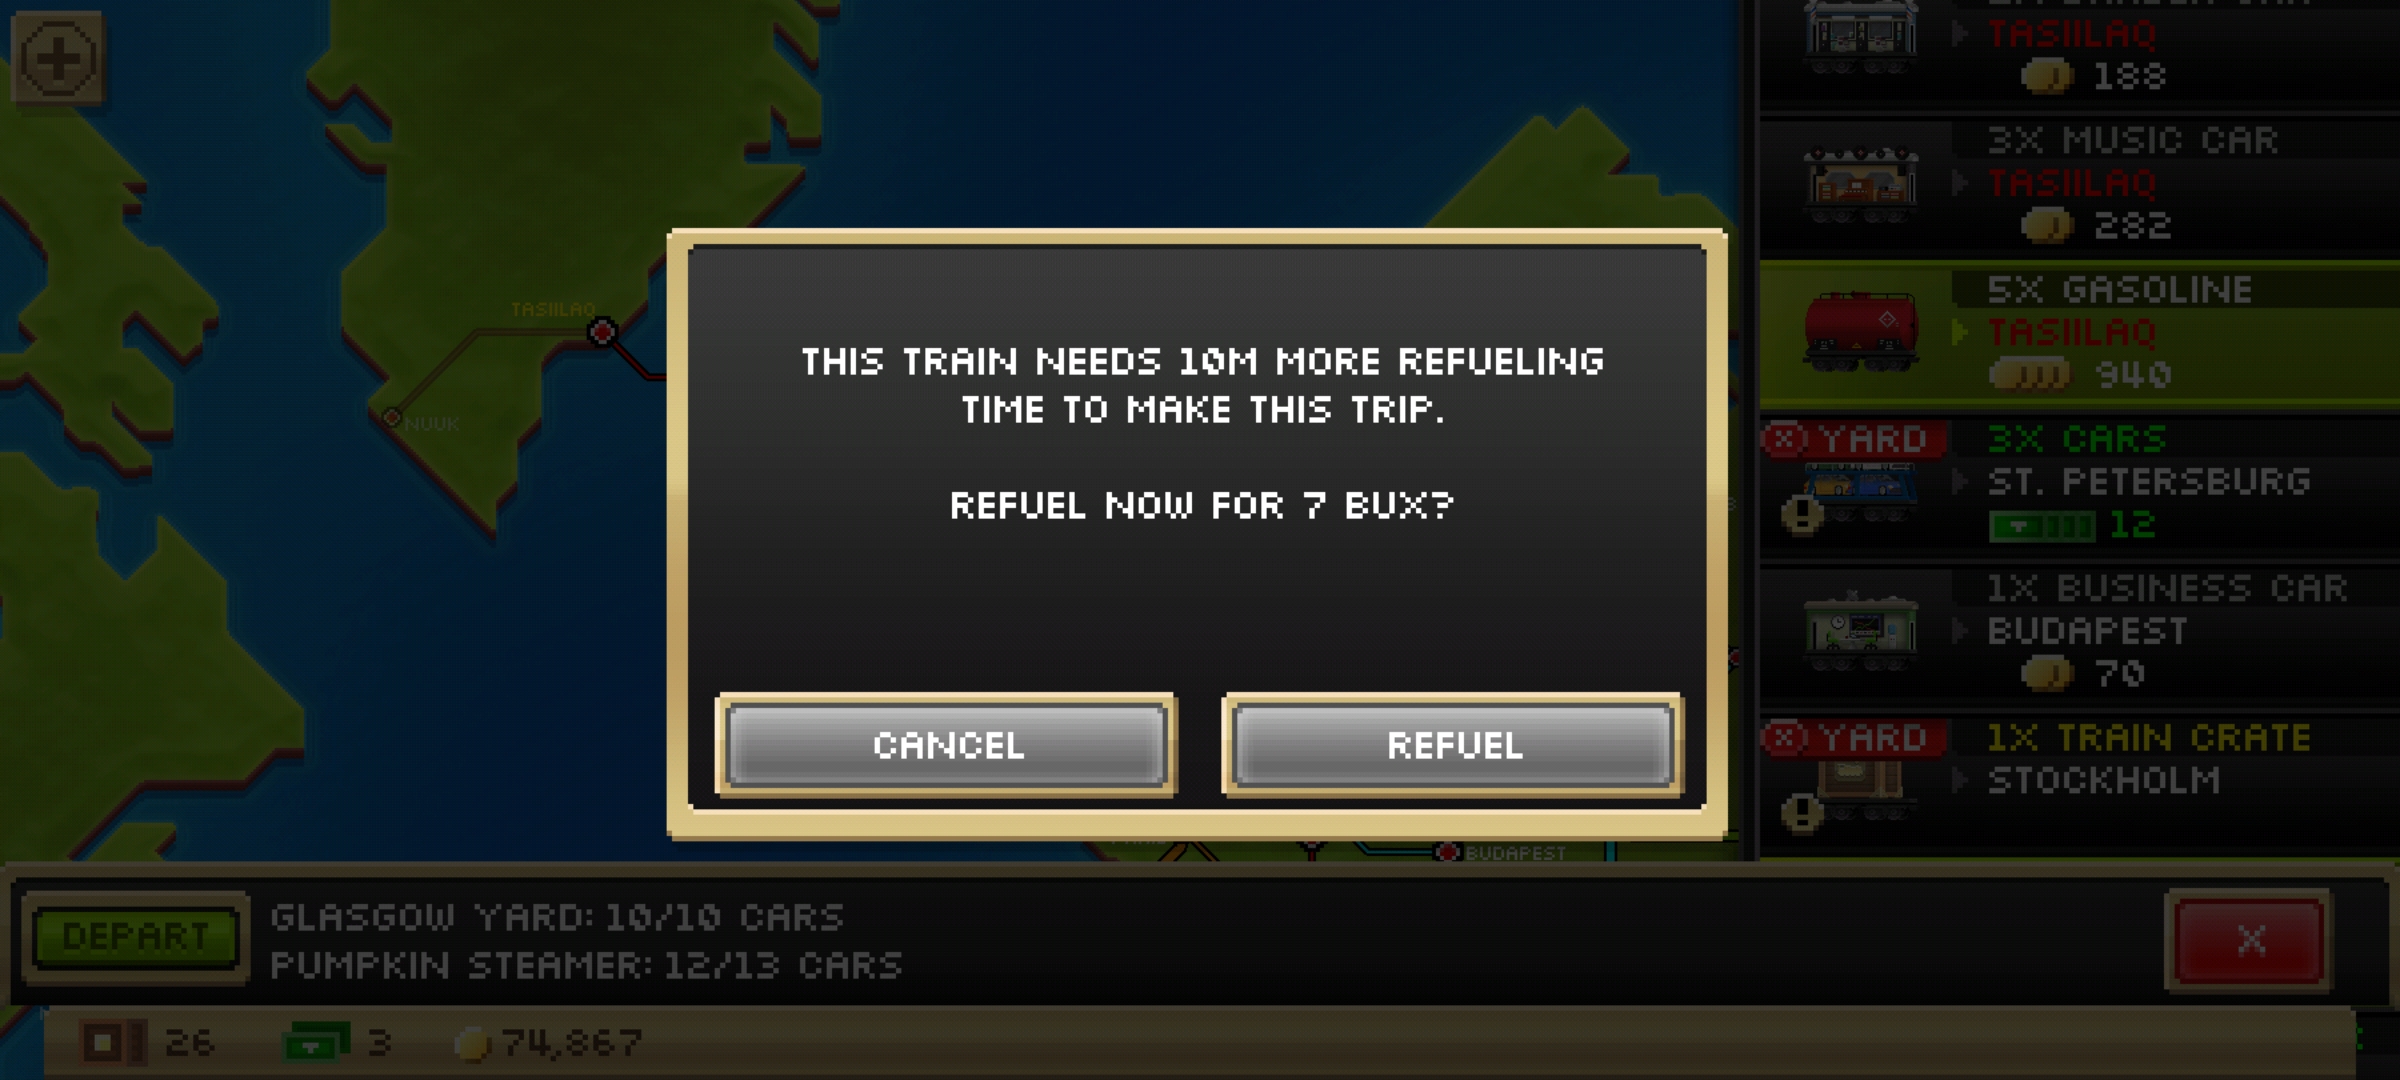 TASIILAQ
188
3X MUSIC CAR
TASIILAQ
282
5X GASOLINE
TASIILAQ
940
YARD
3X CARS
ST. PETERSBURG
12
1X BUSINESS CAR
BUDAPEST
70
YARD
1X TRAIN CRATE
STOCKHOLM
TASIILAQ
NUUK
THIS TRAIN NEEDS 10M MORE REFUELING
TIME TO MAKE THIS TRIP.
REFUEL NOW FOR 7 BUX?
CANCEL
REFUEL
BUDAPEST
DEPART
GLASGOW YARD: 10/10 CARS
PUMPKIN STEAMER: 12/13 CARS
X
26
3
74,867